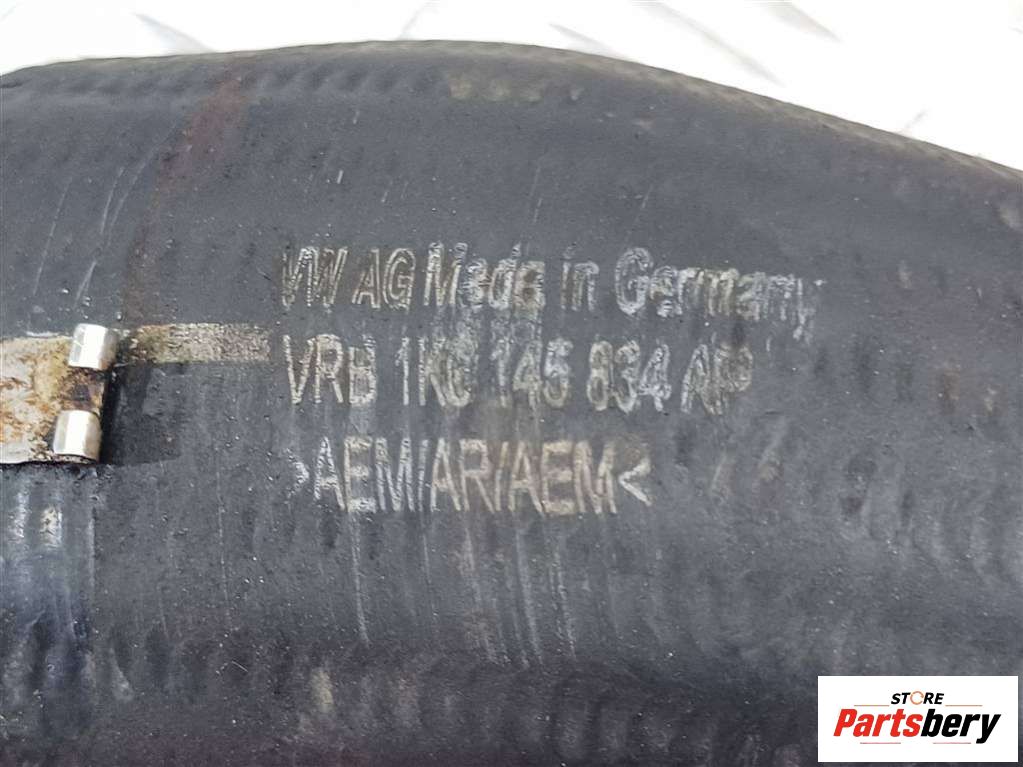 VW AG Made in Germany
VRB 1K0 145 834 AP
>AEM/AR/AEM<
STORE
Partsbery